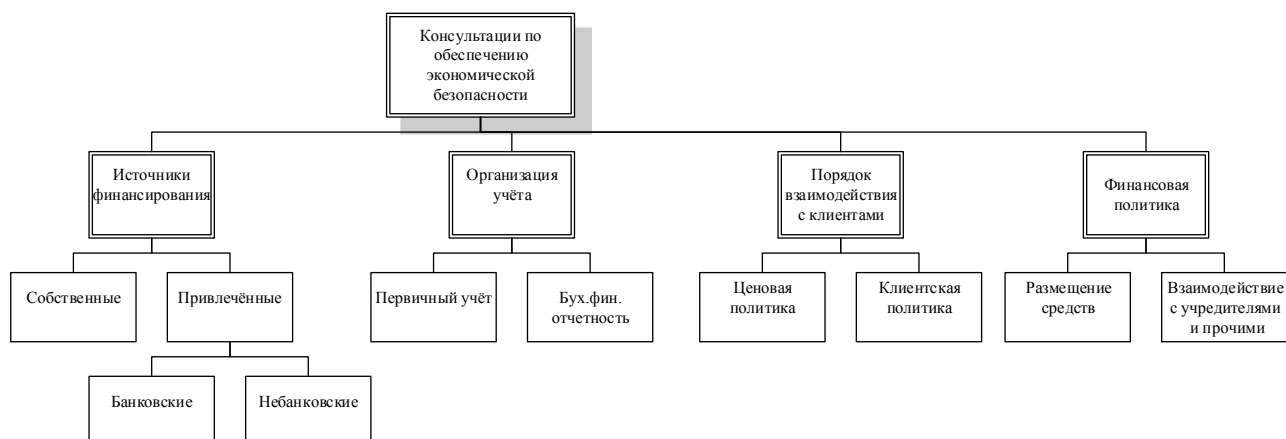 Консультации по
обеспечению
экономической
безопасности
Источники
финансирования
Организация
учёта
Порядок
взаимодействия
с клиентами
Финансовая
политика
Собственные
Привлечённые
Первичный учёт
Бух.фин.
отчетность
Ценовая
политика
Клиентская
политика
Размещение
средств
Взаимодействие
с учредителями
и прочими
Банковские
Небанковские